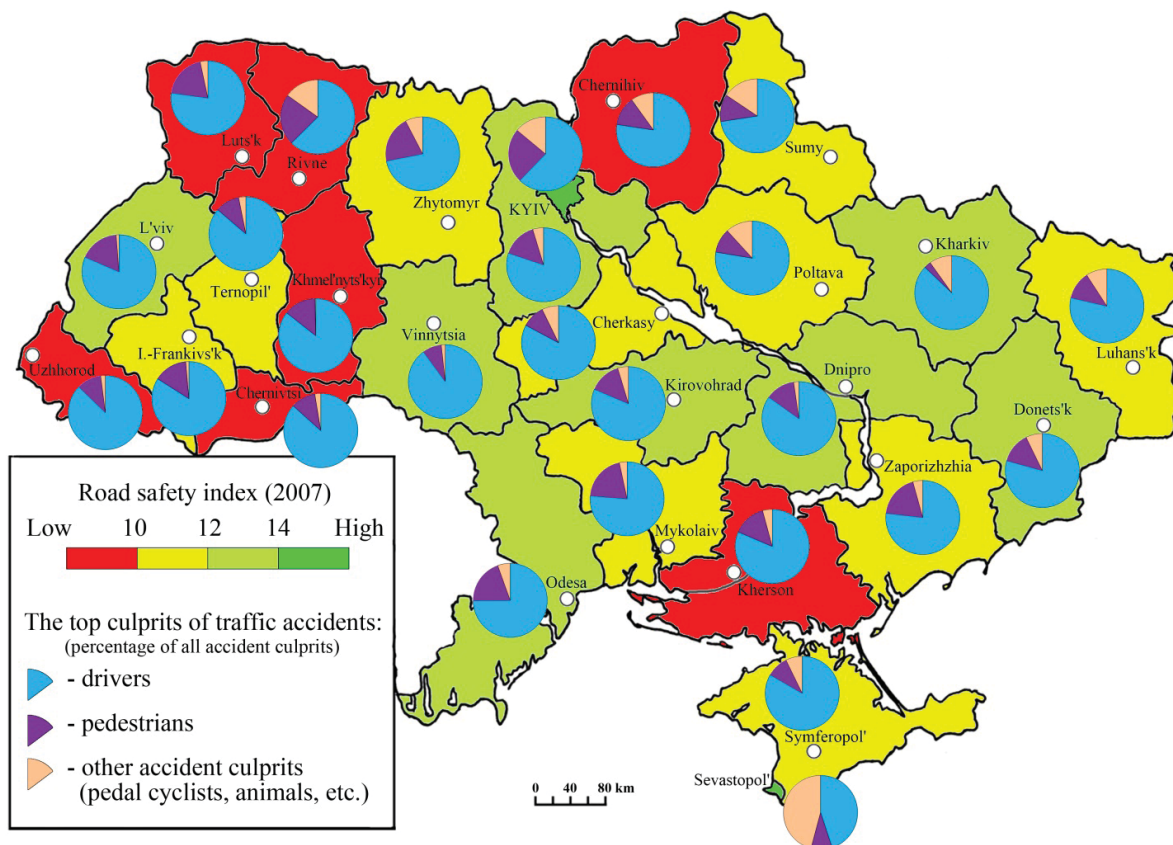 Chernihiv
Luts'k
Rivne
Sumy
Zhytomyr
KYIV
L'viv
Kharkiv
Ternopil'
Khmel'nyts'kyi
Poltava
Vinnytsia
Cherkasy
I.-Frankivs'k
Uzhhorod
Luhans'k
Chernivtsi
Kirovohrad
Dnipro
Donets'k
Zaporizhzhia
Mykolaiv
Odesa
Kherson
Symferopol'
Sevastopol'
Road safety index (2007)
Low 10 12 14 High
The top culprits of traffic accidents:
(percentage of all accident culprits)
- drivers
- pedestrians
- other accident culprits
(pedal cyclists, animals, etc.)
0 40 80 km